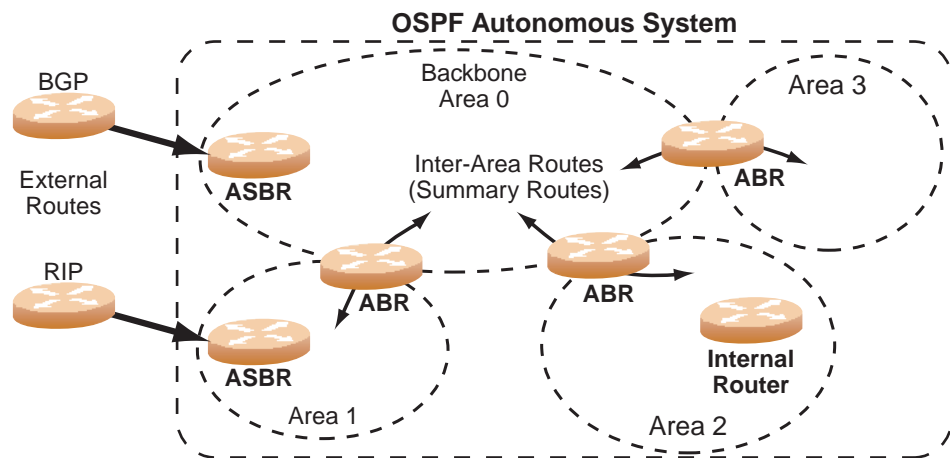 OSPF Autonomous System
BGP
Backbone
Area 0
Area 3
External
Routes
ASBR
Inter-Area Routes
(Summary Routes)
ABR
RIP
ABR
ABR
ASBR
Internal
Router
Area 1
Area 2